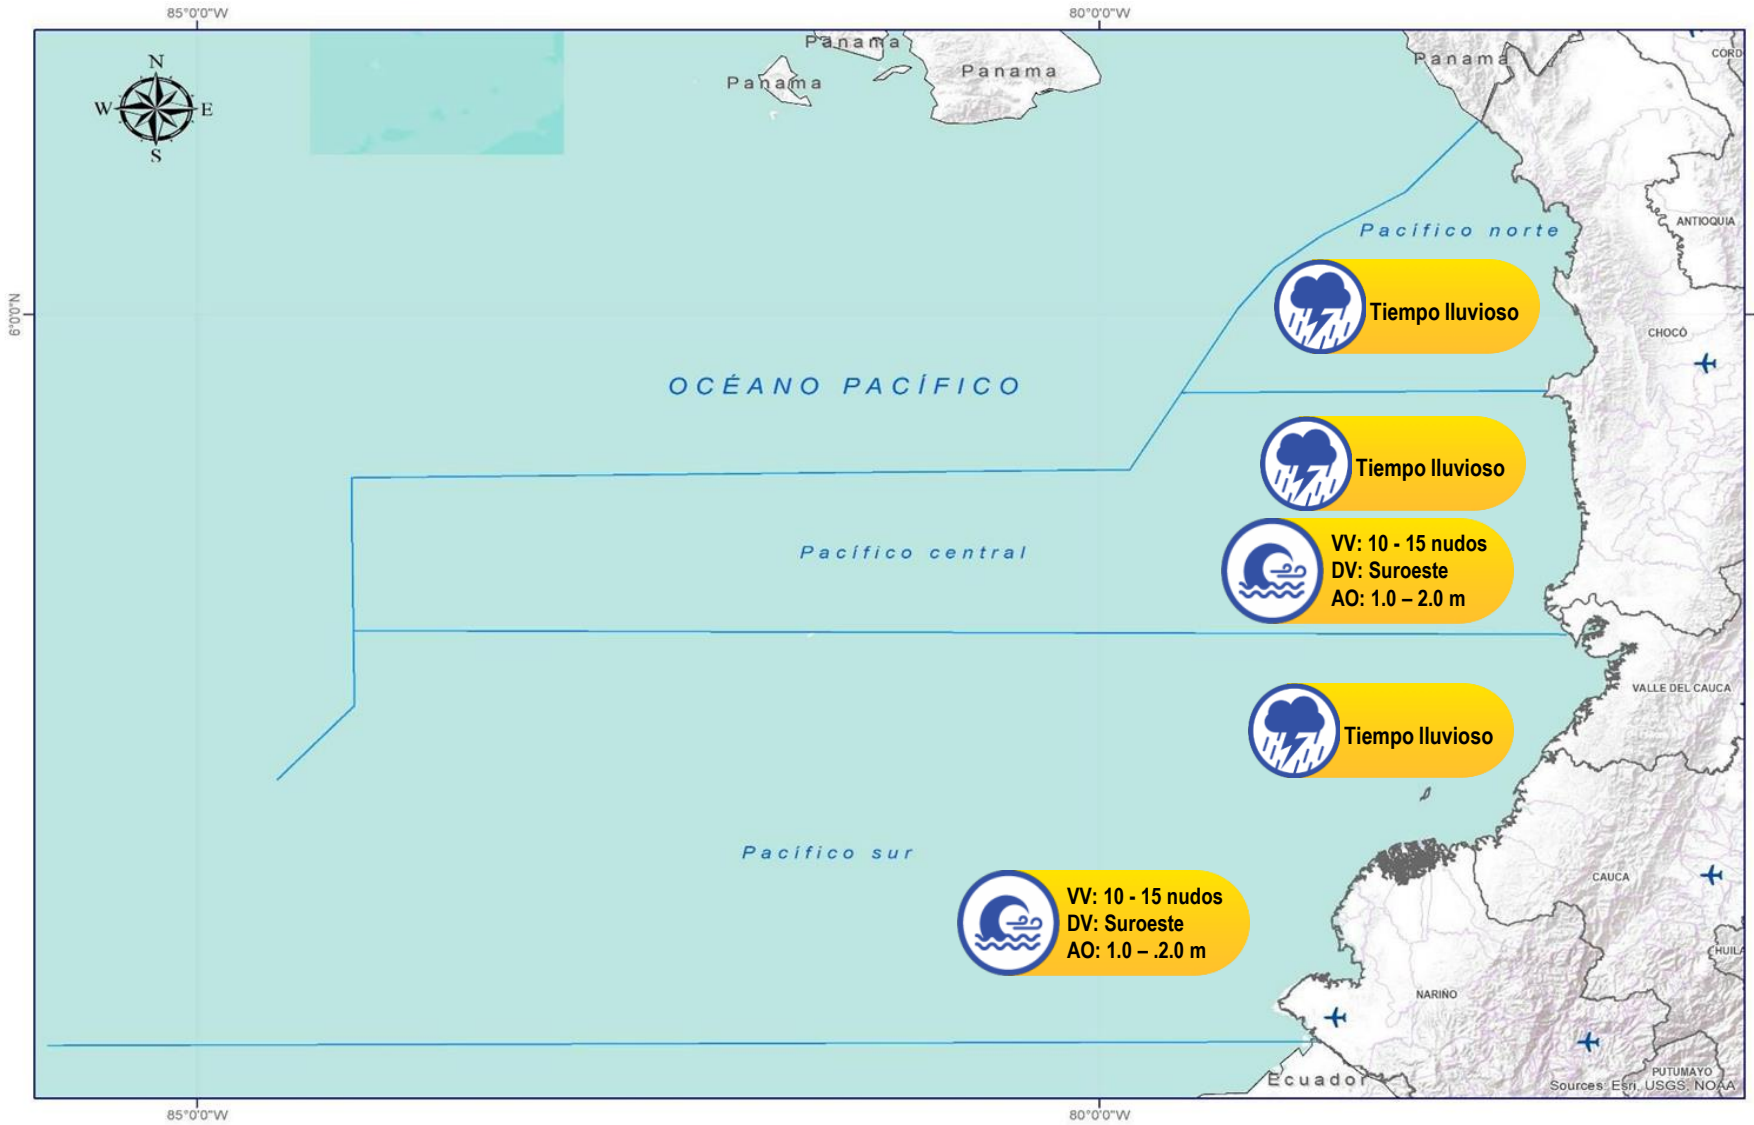 85°0'0"W
80°0'0"W
Panama
Panama
Panama
Panama
CÓRD
N
W
E
S
ANTIOQUIA
Pacífico norte
6°0'0"N
Tiempo lluvioso
CHOCÓ
OCÉANO PACÍFICO
Tiempo lluvioso
Pacífico central
VV: 10 - 15 nudos
DV: Suroeste
AO: 1.0 – 2.0 m
VALLE DEL CAUCA
Tiempo lluvioso
Pacífico sur
CAUCA
VV: 10 - 15 nudos
DV: Suroeste
AO: 1.0 – .2.0 m
HUILA
NARIÑO
PUTUMAYO
Ecuador
Sources: Esri, USGS, NOAA
85°0'0"W
80°0'0"W